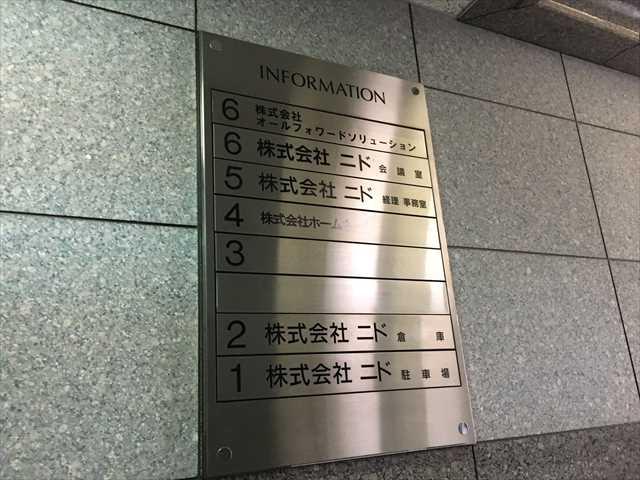 INFORMATION
6 株式会社
オールフォワードソリューション
6 株式会社 ニド 会議室
5 株式会社 ニド 経理 事務室
4 株式会社ホーム
3
2 株式会社 ニド 倉庫
1 株式会社 ニド 駐車場